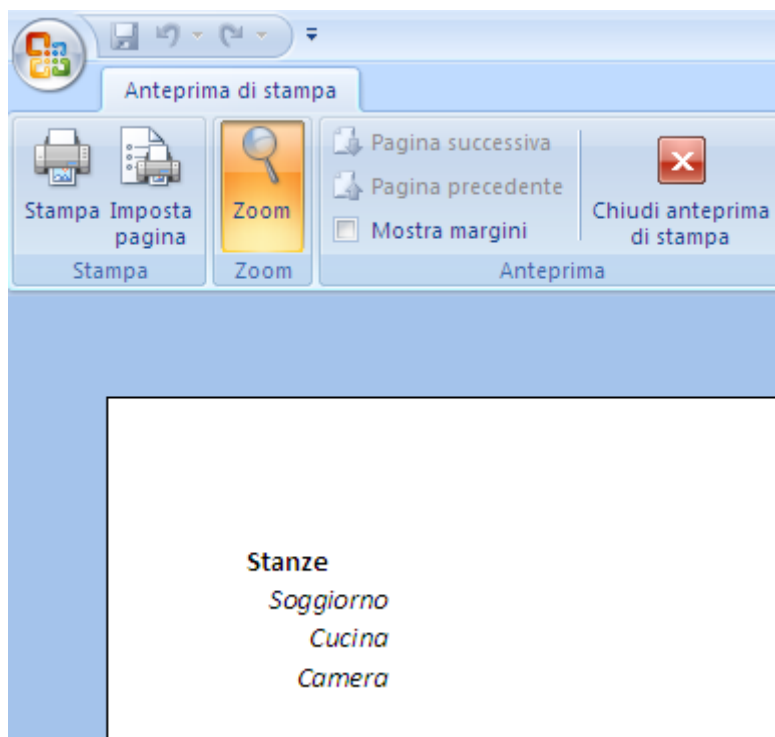 Anteprima di stampa
Stampa
Imposta
pagina
Zoom
Pagina successiva
Pagina precedente
Mostra margini
Chiudi anteprima
di stampa
Stampa
Zoom
Anteprima
Stanze
Soggiorno
Cucina
Camera